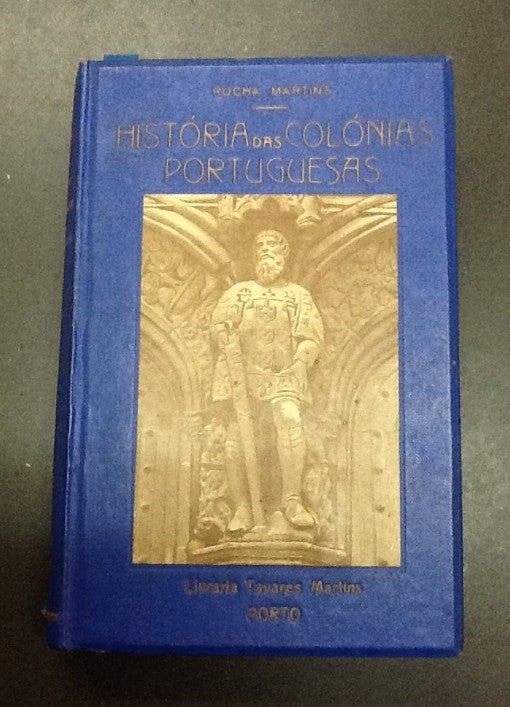 ROCHA MARTINS
HISTÓRIA DAS COLÓNIAS
PORTUGUESAS
Livraria Tavares Martins
PORTO